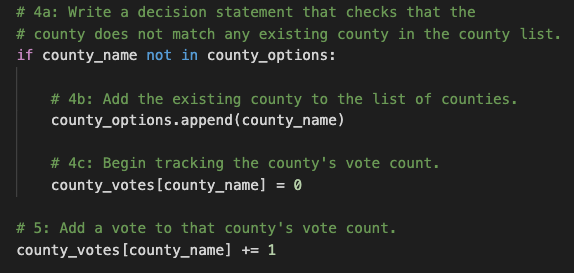 # 4a: Write a decision statement that checks that the
# county does not match any existing county in the county list.
if county_name not in county_options:
# 4b: Add the existing county to the list of counties.
county_options.append(county_name)
# 4c: Begin tracking the county's vote count.
county_votes[county_name] = 0
# 5: Add a vote to that county's vote count.
county_votes[county_name] += 1